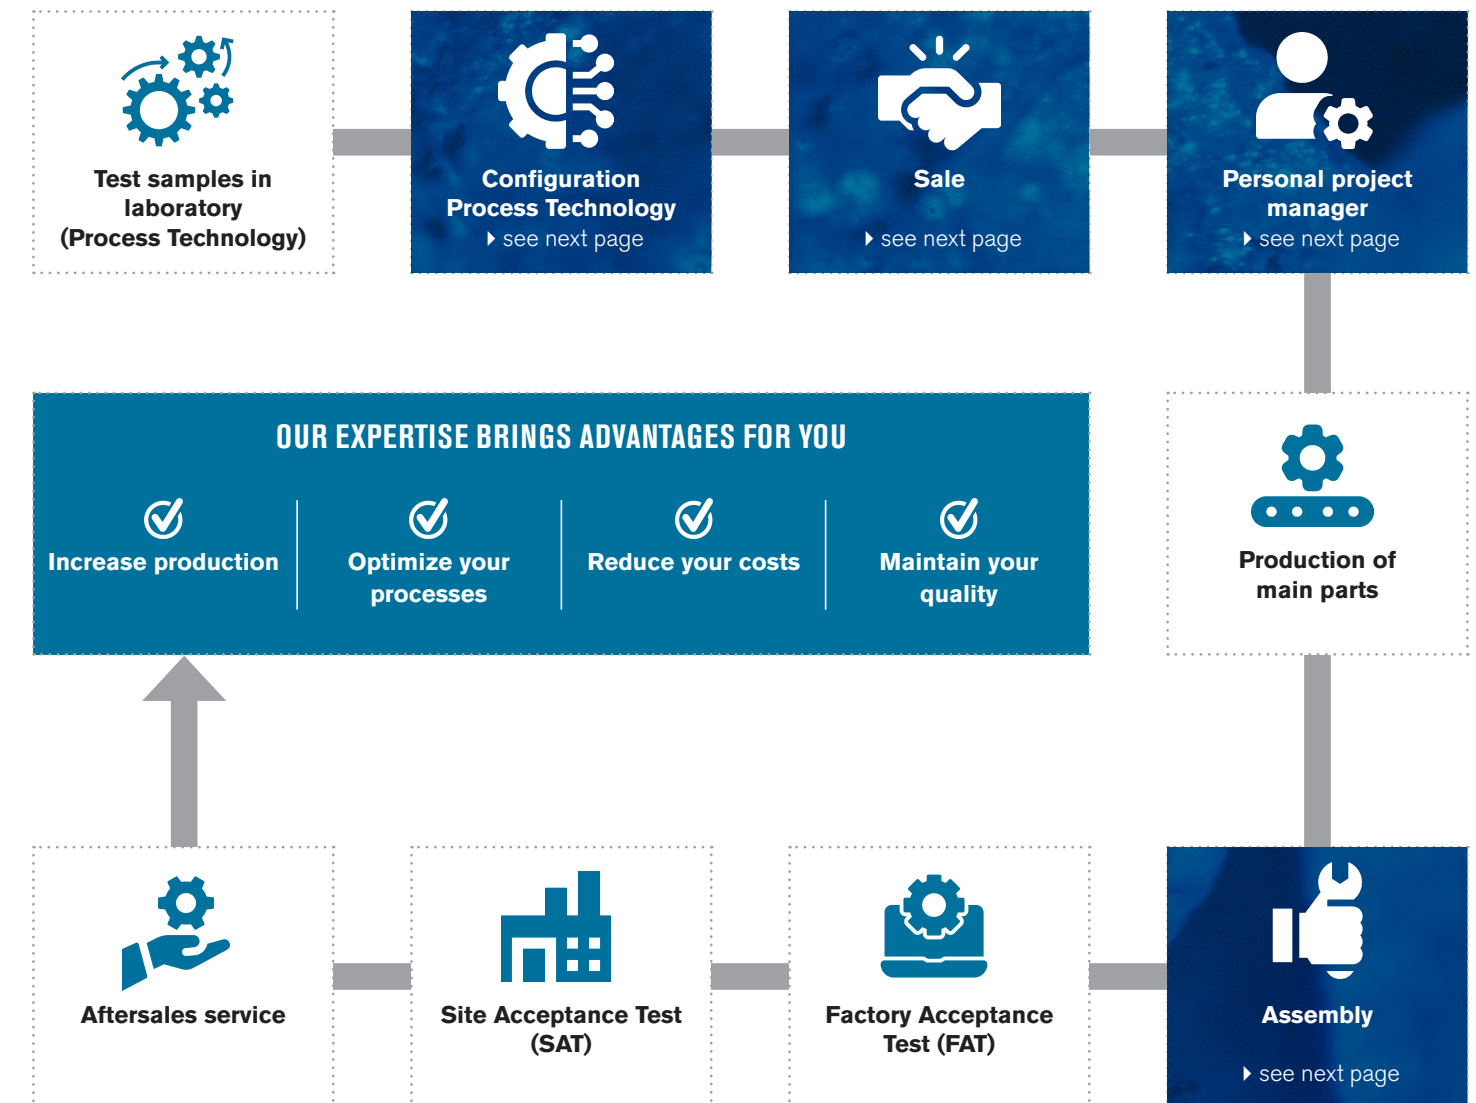 Test samples in
laboratory
(Process Technology)
Configuration
Process Technology
see next page
Sale
see next page
Personal project
manager
see next page
OUR EXPERTISE BRINGS ADVANTAGES FOR YOU
Increase production
Optimize your
processes
Reduce your costs
Maintain your
quality
Production of
main parts
Aftersales service
Site Acceptance Test
(SAT)
Factory Acceptance
Test (FAT)
Assembly
see next page